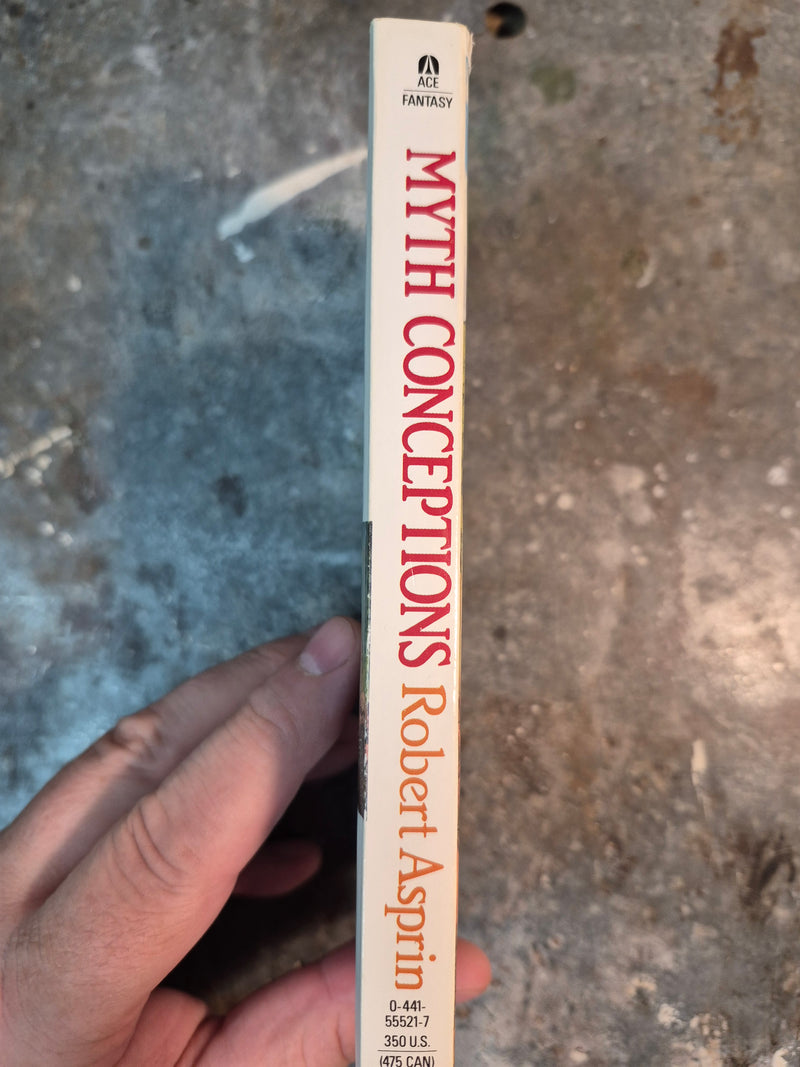 ACE
FANTASY
MYTH CONCEPTIONS Robert Asprin
0-441-
55521-7
350 U.S.
(475 CAN)